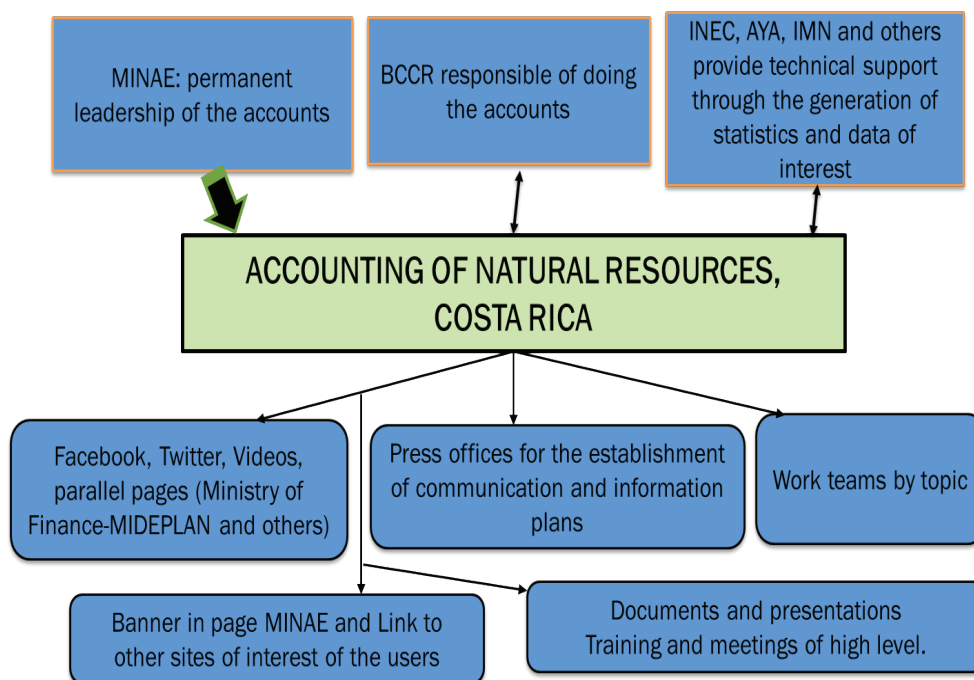 MINAE: permanent
leadership of the accounts
BCCR responsible of doing
the accounts
INEC, AYA, IMN and others
provide technical support
through the generation of
statistics and data of
interest
ACCOUNTING OF NATURAL RESOURCES,
COSTA RICA
Facebook, Twitter, Videos,
parallel pages (Ministry of
Finance-MIDEPLAN and others)
Press offices for the establishment
of communication and information
plans
Work teams by topic
Banner in page MINAE and Link to
other sites of interest of the users
Documents and presentations
Training and meetings of high level.